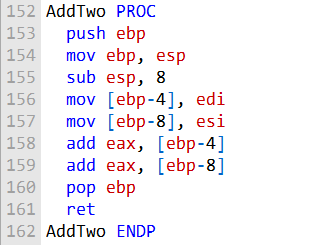 152 AddTwo PROC
153   push ebp
154   mov ebp, esp
155   sub esp, 8
156   mov [ebp-4], edi
157   mov [ebp-8], esi
158   add eax, [ebp-4]
159   add eax, [ebp-8]
160   pop ebp
161   ret
162 AddTwo ENDP